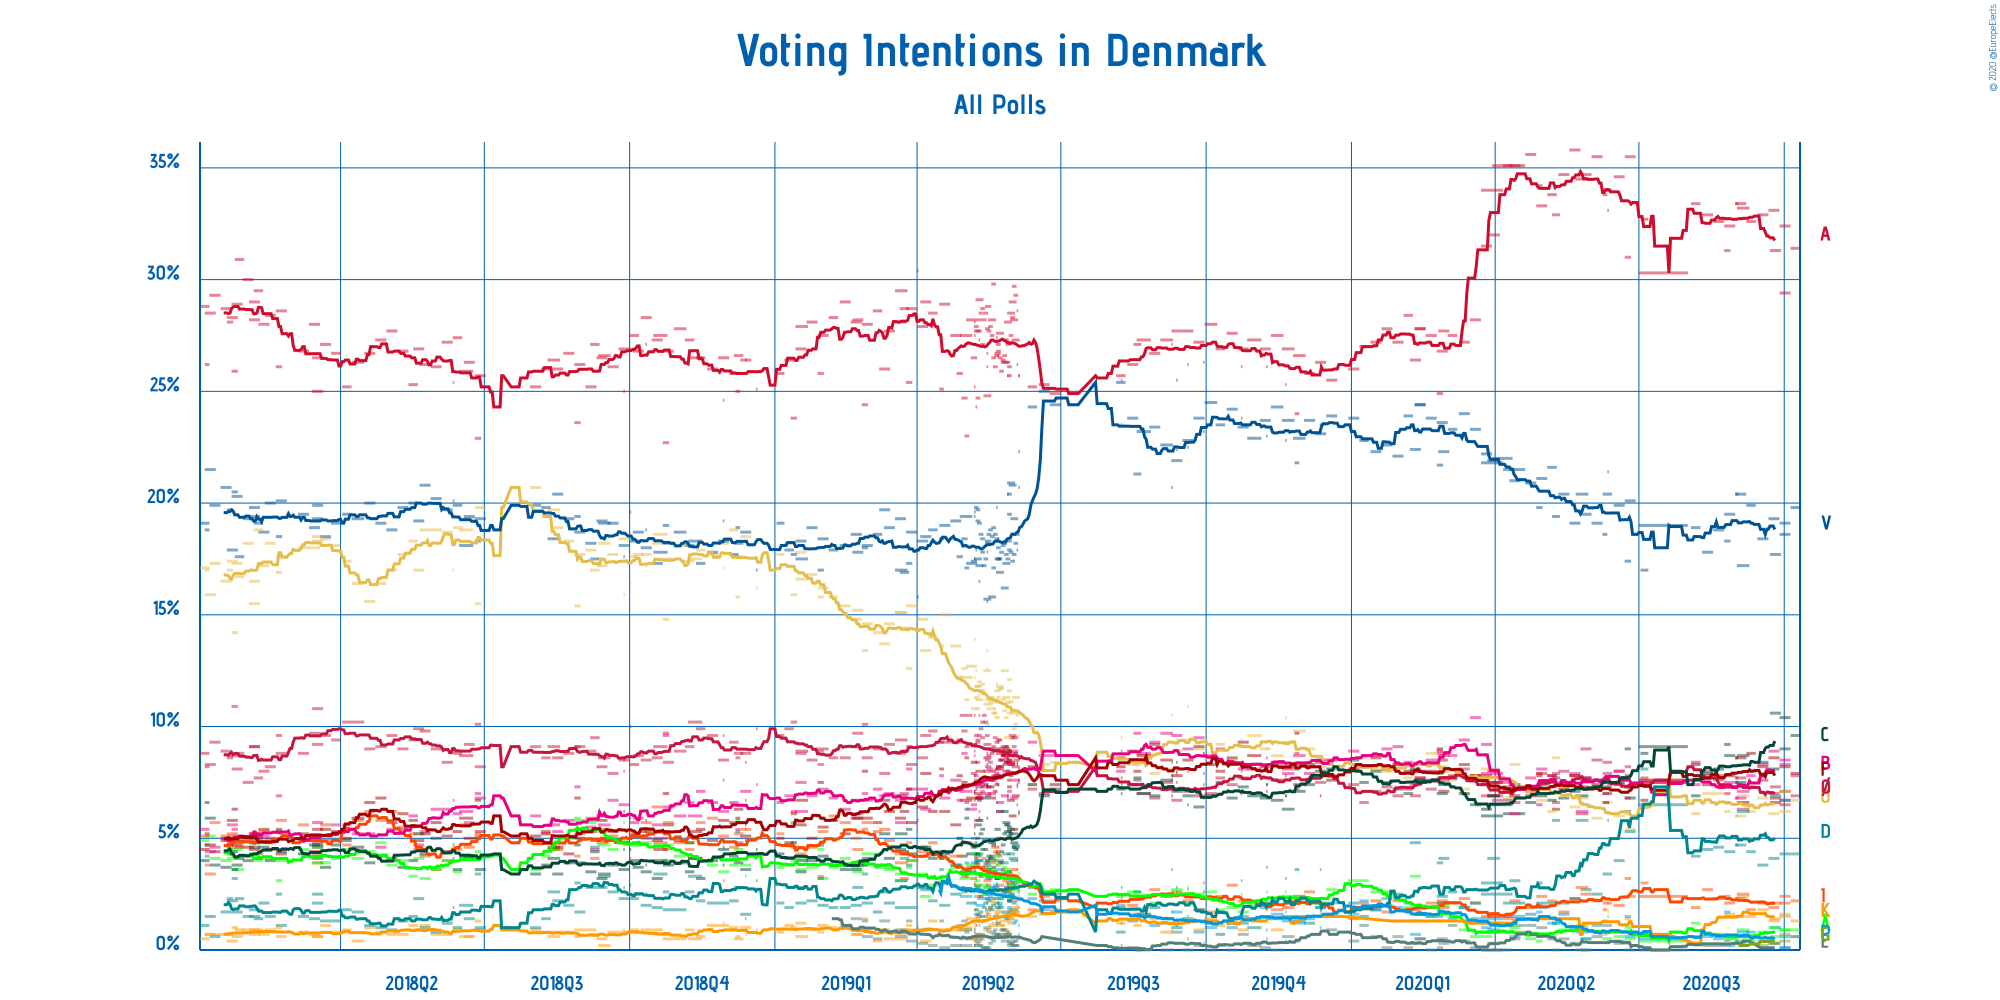 © 2020 @EuropeElects
Voting Intentions in Denmark
All Polls
35%
30%
25%
20%
15%
10%
5%
0%
A
V
C
B
F
Ø
O
D
I
K
Å
2018Q2 2018Q3 2018Q4 2019Q1 2019Q2 2019Q3 2019Q4 2020Q1 2020Q2 2020Q3